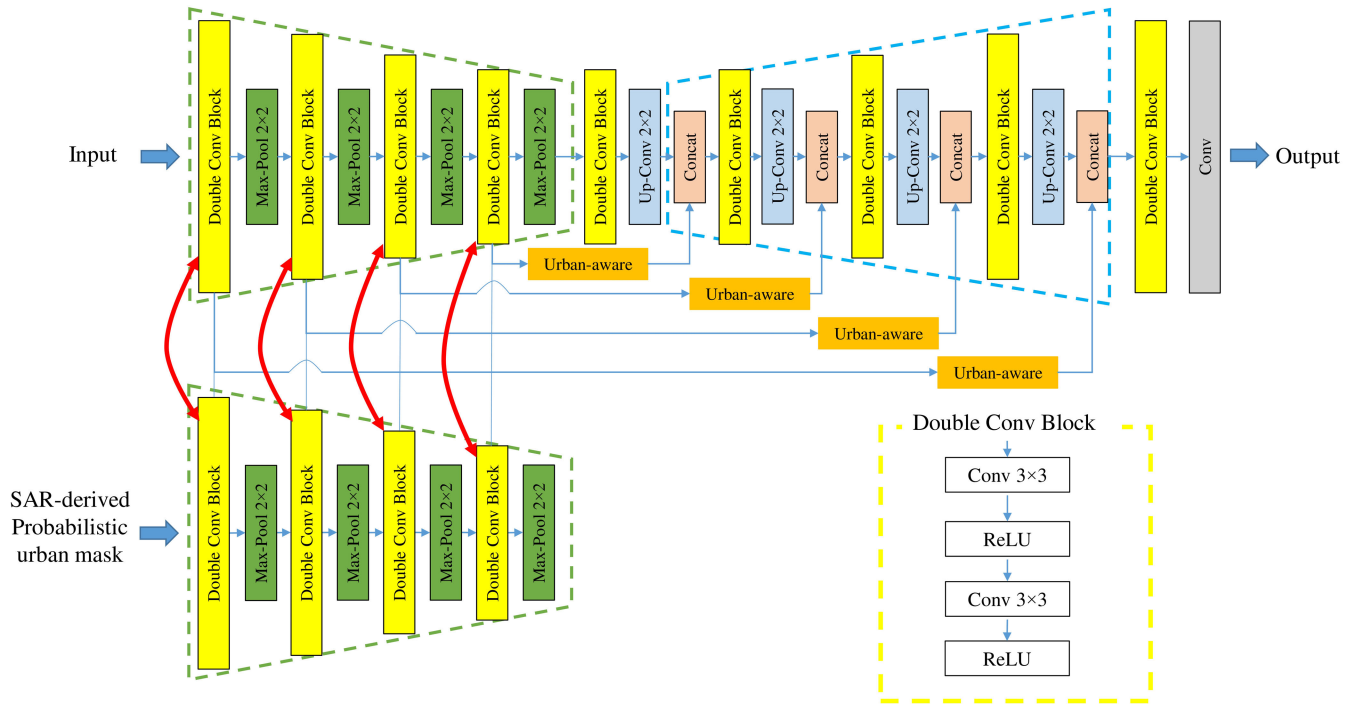 Input
Double Conv Block
Max-Pool 2×2
Double Conv Block
Max-Pool 2×2
Double Conv Block
Max-Pool 2×2
Double Conv Block
Max-Pool 2×2
Double Conv Block
Up-Conv 2×2
Concat
Double Conv Block
Up-Conv 2×2
Concat
Double Conv Block
Up-Conv 2×2
Concat
Double Conv Block
Up-Conv 2×2
Concat
Double Conv Block
Conv
Output
Urban-aware
Urban-aware
Urban-aware
Urban-aware
SAR-derived
Probabilistic
urban mask
Double Conv Block
Max-Pool 2×2
Double Conv Block
Max-Pool 2×2
Double Conv Block
Max-Pool 2×2
Double Conv Block
Max-Pool 2×2
Double Conv Block
Conv 3×3
ReLU
Conv 3×3
ReLU